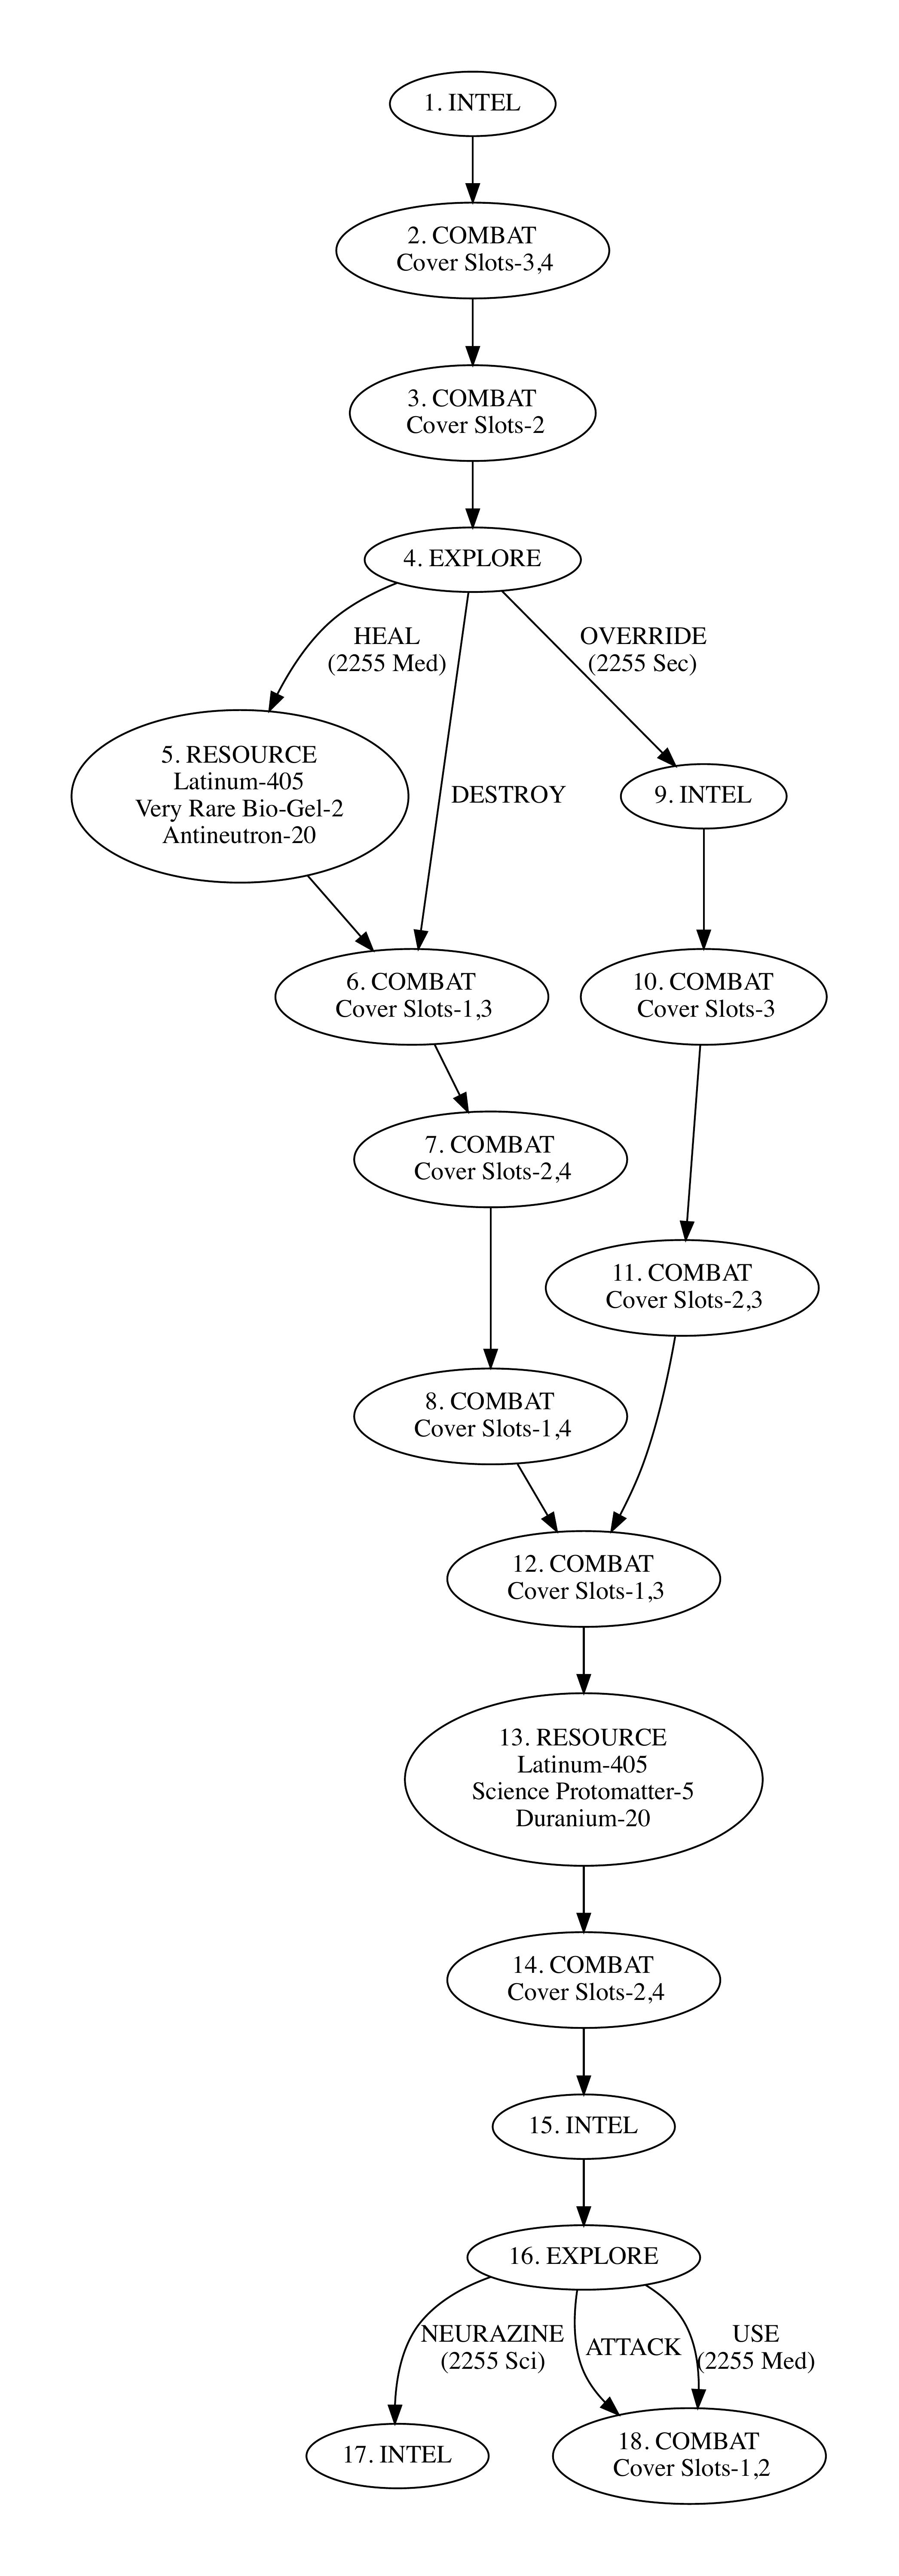 1. INTEL
2. COMBAT
Cover Slots-3,4
3. COMBAT
Cover Slots-2
4. EXPLORE
HEAL
(2255 Med)
OVERRIDE
(2255 Sec)
5. RESOURCE
Latinum-405
Very Rare Bio-Gel-2
Antineutron-20
DESTROY
9. INTEL
6. COMBAT
Cover Slots-1,3
10. COMBAT
Cover Slots-3
7. COMBAT
Cover Slots-2,4
11. COMBAT
Cover Slots-2,3
8. COMBAT
Cover Slots-1,4
12. COMBAT
Cover Slots-1,3
13. RESOURCE
Latinum-405
Science Protomatter-5
Duranium-20
14. COMBAT
Cover Slots-2,4
15. INTEL
16. EXPLORE
NEURAZINE
(2255 Sci)
ATTACK
USE
(2255 Med)
17. INTEL
18. COMBAT
Cover Slots-1,2